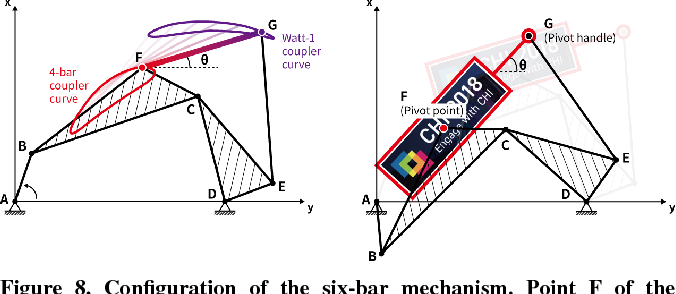 x
G
F
θ
Watt-1
coupler
curve
4-bar
coupler
curve
B
C
A
D
E
y
x
G
(Pivot handle)
θ
F
(Pivot point)
CHI 2018
Engage with CHI
C
E
A
D
y
B
Figure 8. Configuration of the six-bar mechanism. Point F of the